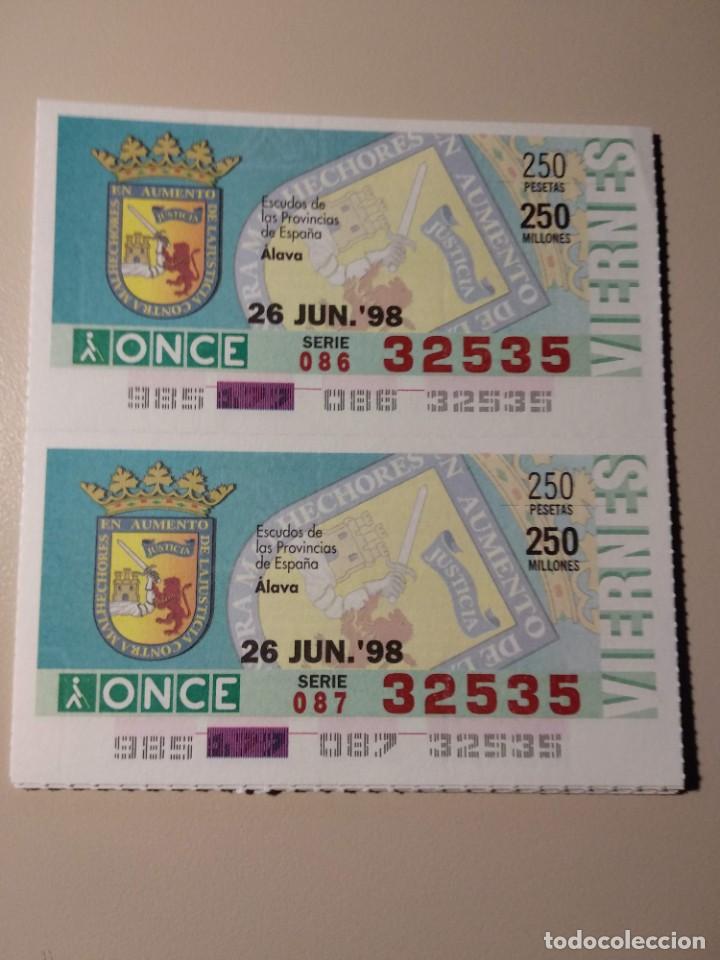 EN AUMENTO DE LA JUSTICIA CONTRA MALHECHORES
JUSTICIA
Escudos de
las Provincias
de España
Álava
250
PESETAS
250
MILLONES
VIERNES
26 JUN.'98
ONCE
SERIE
086
32535
985
086 32535
EN AUMENTO DE LA JUSTICIA CONTRA MALHECHORES
JUSTICIA
Escudos de
las Provincias
de España
Álava
250
PESETAS
250
MILLONES
VIERNES
26 JUN.'98
ONCE
SERIE
087
32535
985
087 32535
todocoleccion.net